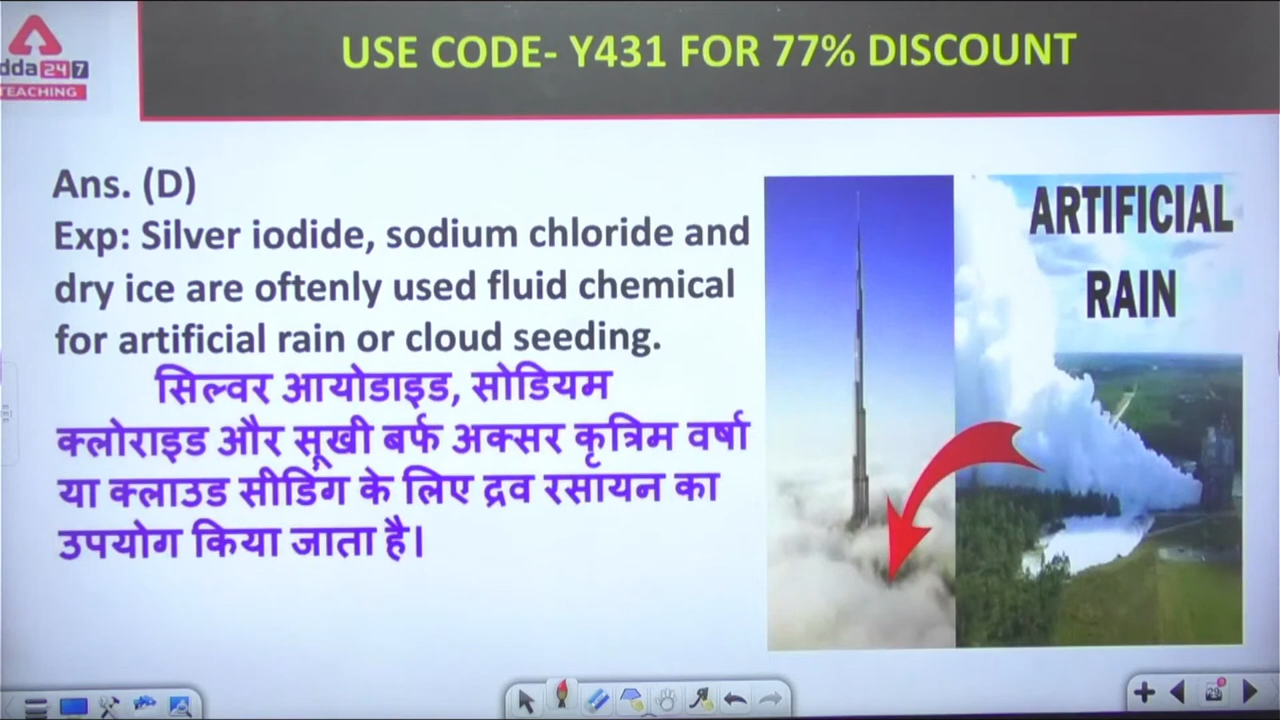 dda 247
TEACHING
USE CODE- Y431 FOR 77% DISCOUNT
Ans. (D)
Exp: Silver iodide, sodium chloride and
dry ice are oftenly used fluid chemical
for artificial rain or cloud seeding.
सिल्वर आयोडाइड, सोडियम
क्लोराइड और सूखी बर्फ अक्सर कृत्रिम वर्षा
या क्लाउड सीडिंग के लिए द्रव रसायन का
उपयोग किया जाता है।
ARTIFICIAL
RAIN